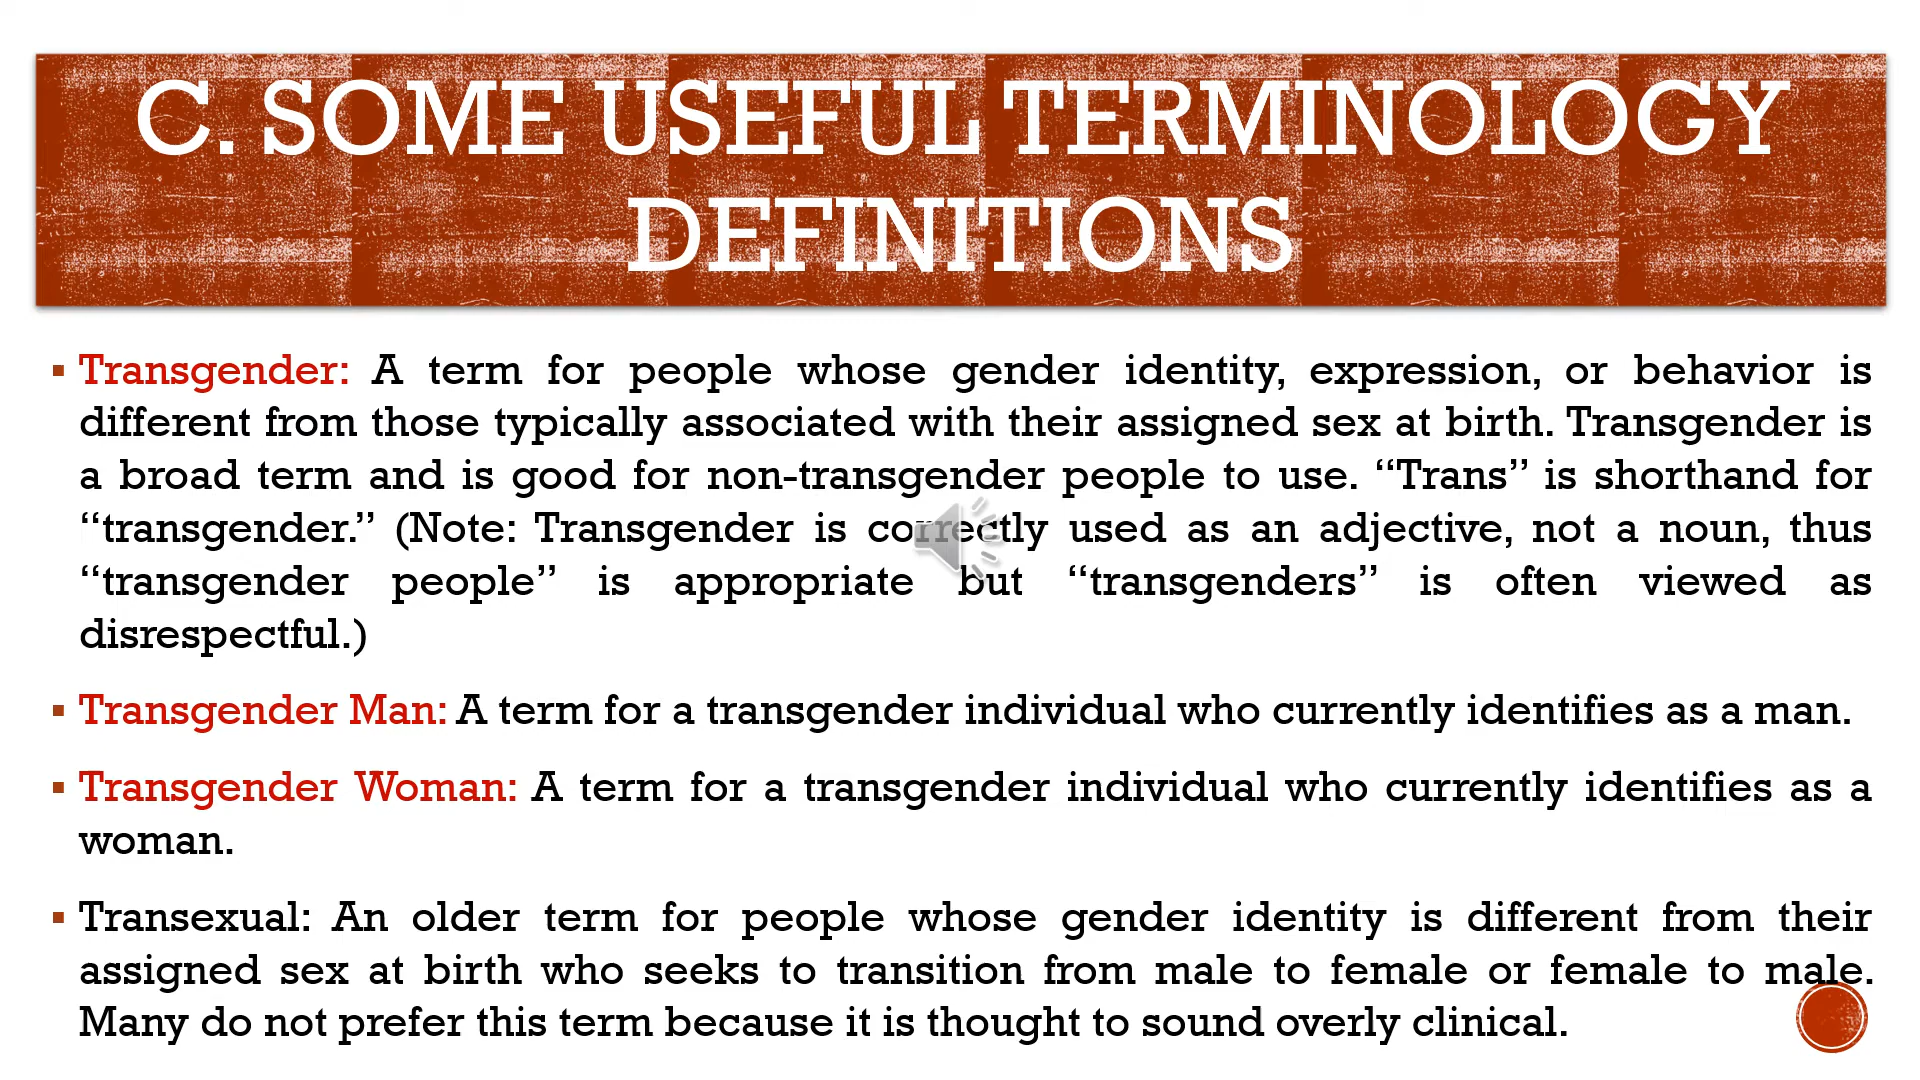 C. SOME USEFUL TERMINOLOGY
DEFINITIONS
▪ Transgender: A term for people whose gender identity, expression, or behavior is
different from those typically associated with their assigned sex at birth. Transgender is
a broad term and is good for non-transgender people to use. “Trans” is shorthand for
“transgender.” (Note: Transgender is correctly used as an adjective, not a noun, thus
“transgender people” is appropriate but “transgenders” is often viewed as
disrespectful.)
▪ Transgender Man: A term for a transgender individual who currently identifies as a man.
▪ Transgender Woman: A term for a transgender individual who currently identifies as a
woman.
▪ Transexual: An older term for people whose gender identity is different from their
assigned sex at birth who seeks to transition from male to female or female to male.
Many do not prefer this term because it is thought to sound overly clinical.